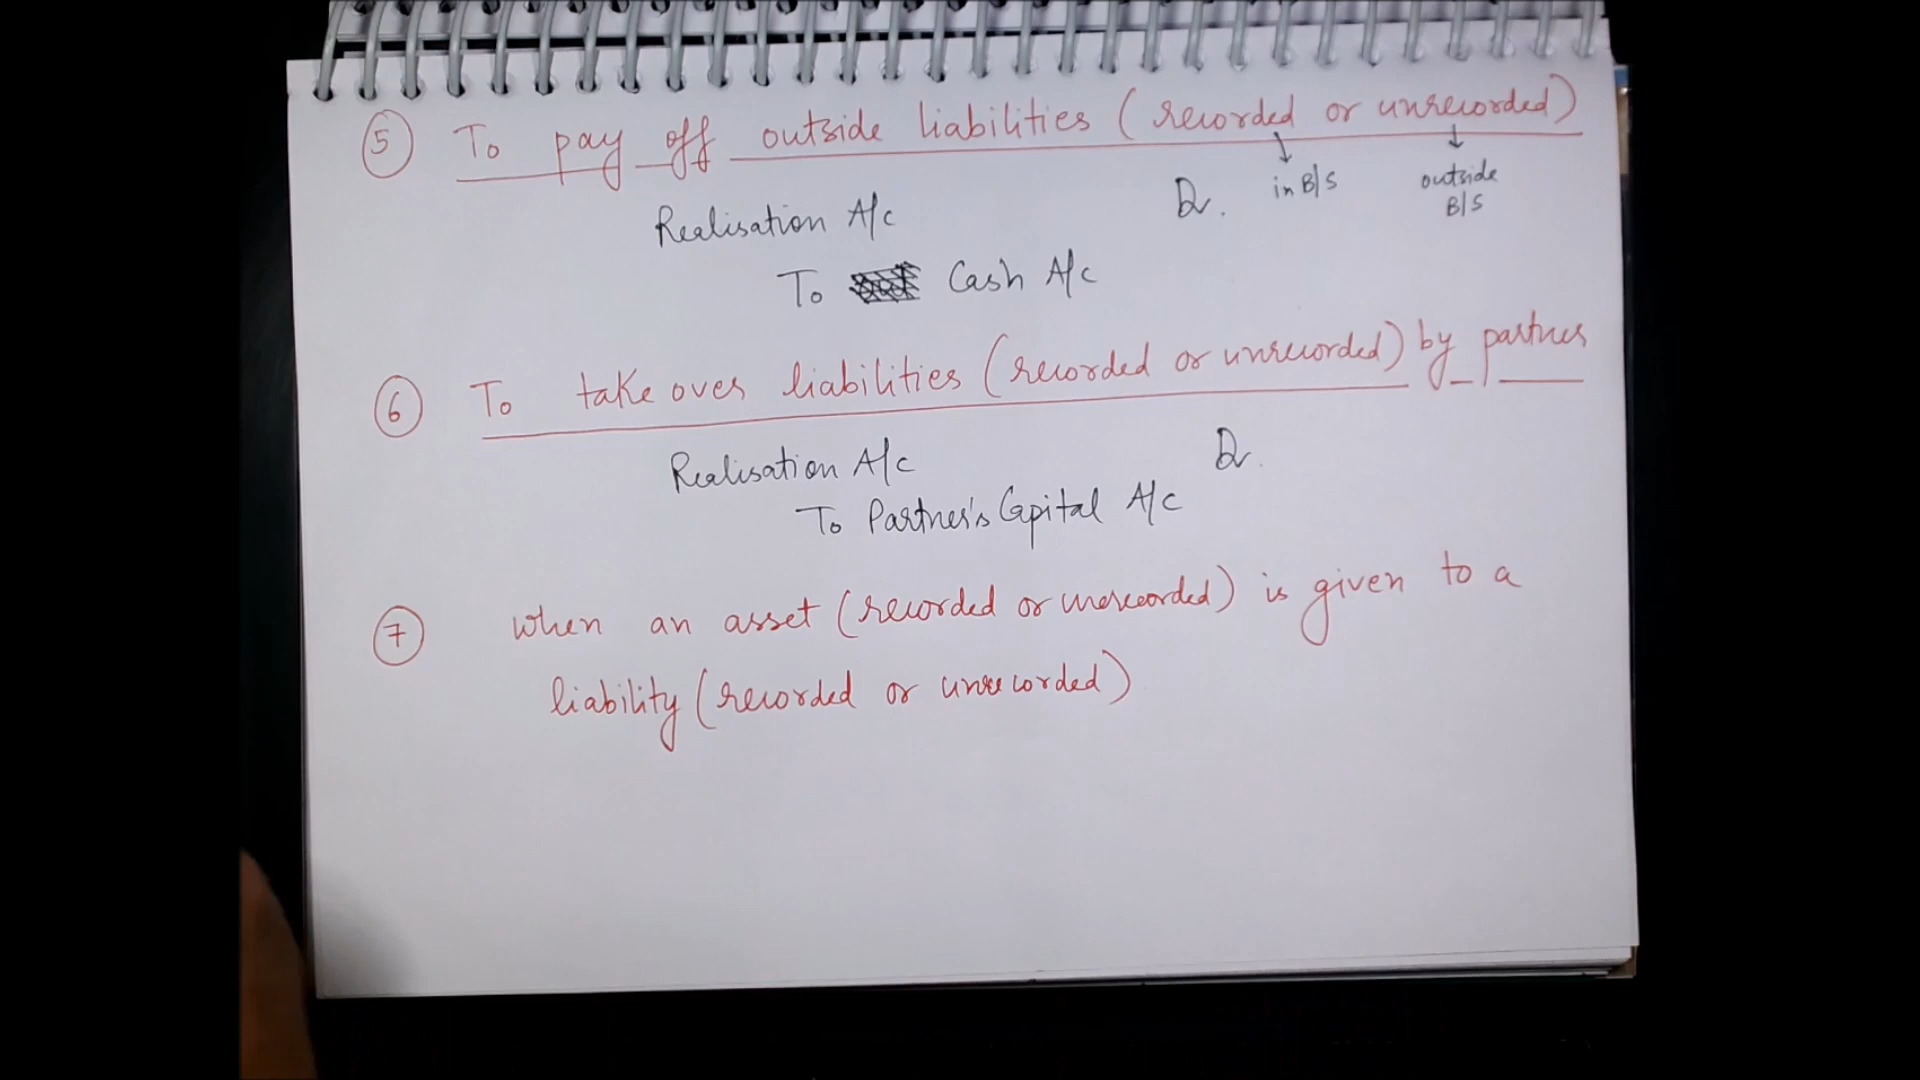 5 To pay off outside liabilities (recorded or unrecorded)
in B/S outside B/S
Realisation A/c Dr.
To Cash A/c
6 To take over liabilities (recorded or unrecorded) by partner
Realisation A/c Dr.
To Partner's Capital A/c
7 When an asset (recorded or unrecorded) is given to a
liability (recorded or unrecorded)